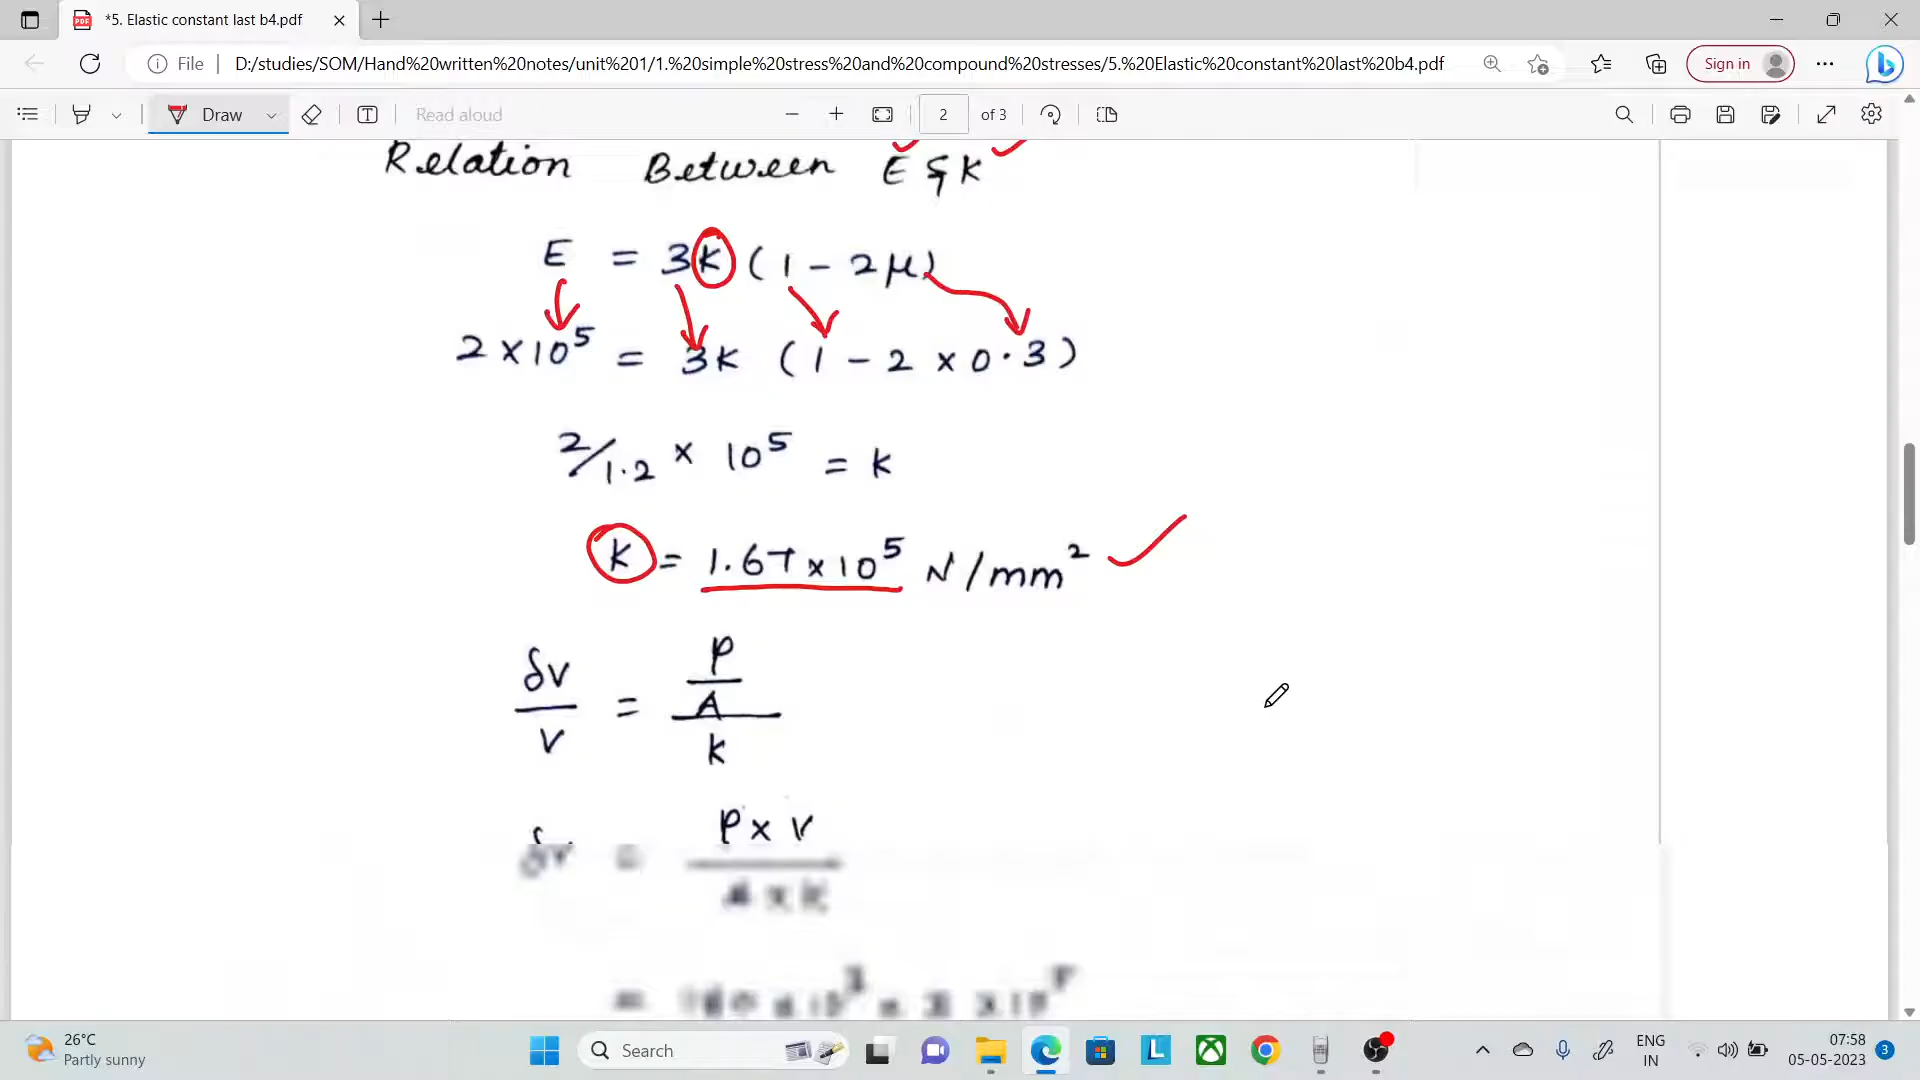 *5. Elastic constant last b4.pdf
File | D:/studies/SOM/Hand%20written%20notes/unit%201/1.%20simple%20stress%20and%20compound%20stresses/5.%20Elastic%20constant%20last%20b4.pdf
Sign in
Draw
Read aloud
2 of 3
Relation Between E & K
E = 3K (1 - 2μ)
2 × 10⁵ = 3K (1 - 2 × 0.3)
2/1.2 × 10⁵ = K
K = 1.67 × 10⁵ N/mm²
δV/V = P/A/K
δV = P × V / A × K
26°C
Partly sunny
Search
ENG
IN
07:58
05-05-2023
3